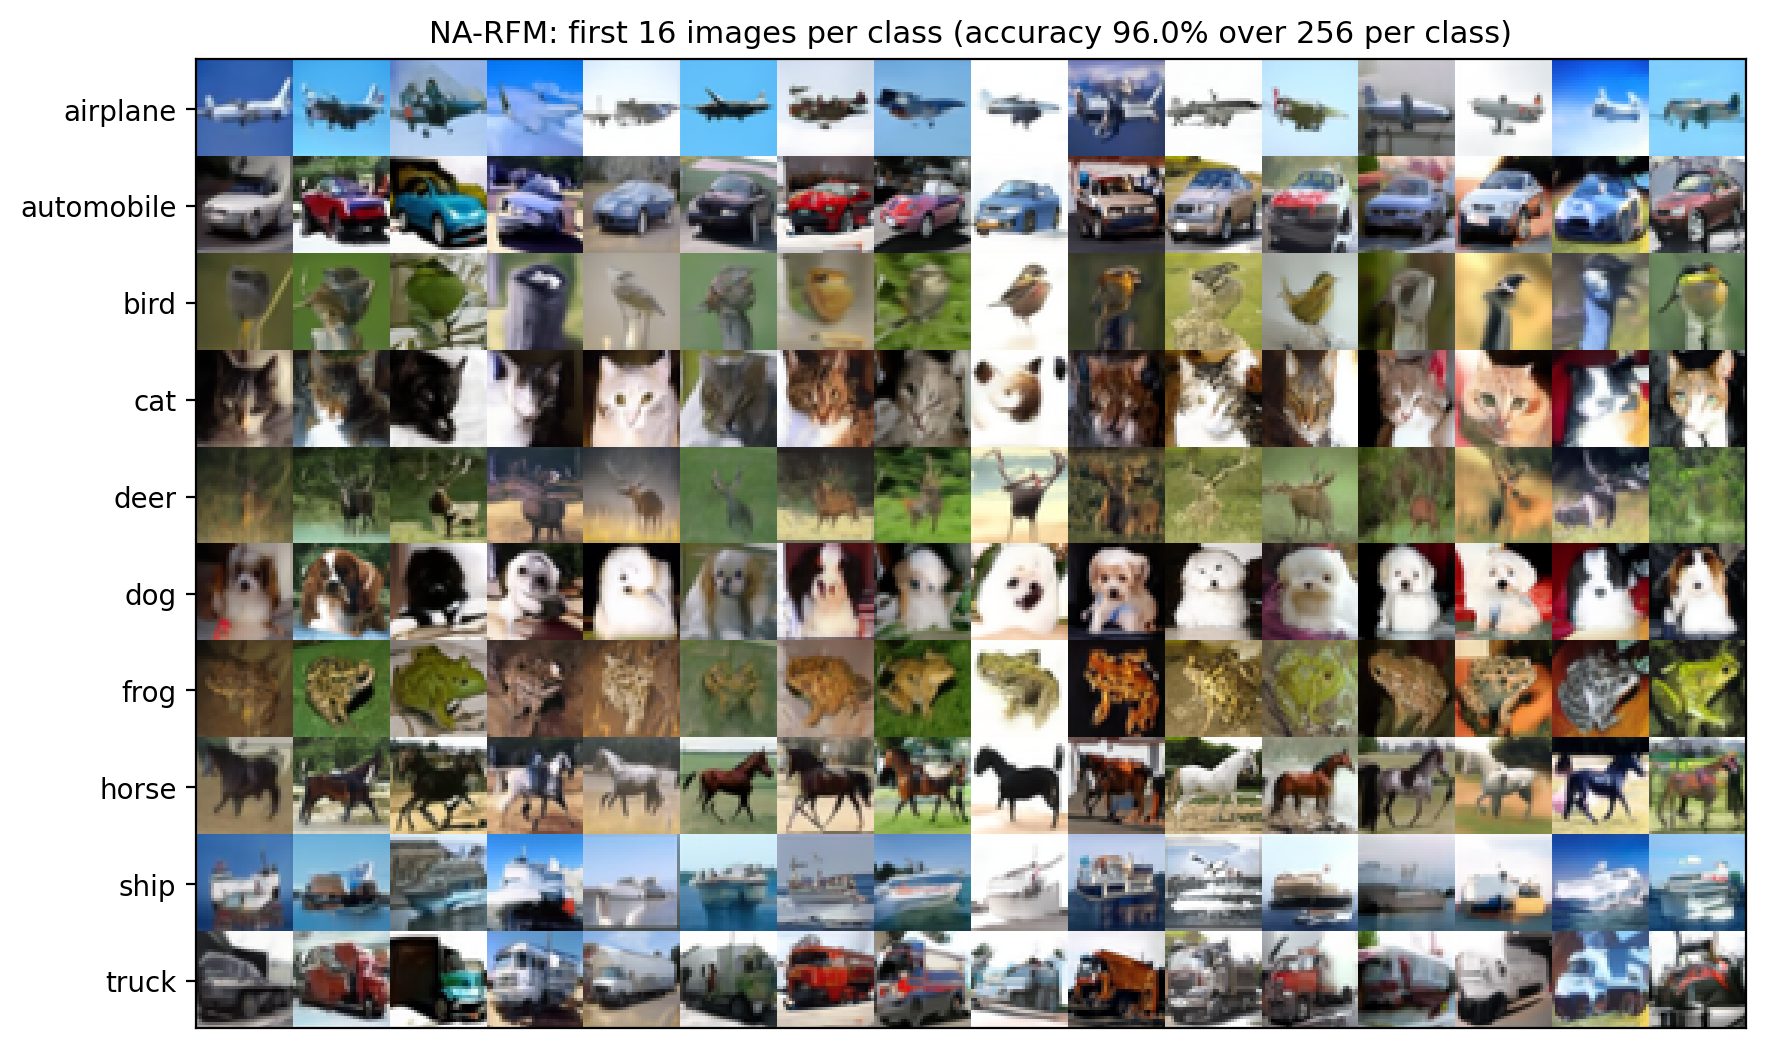 NA-RFM: first 16 images per class (accuracy 96.0% over 256 per class)
airplane
automobile
bird
cat
deer
dog
frog
horse
ship
truck